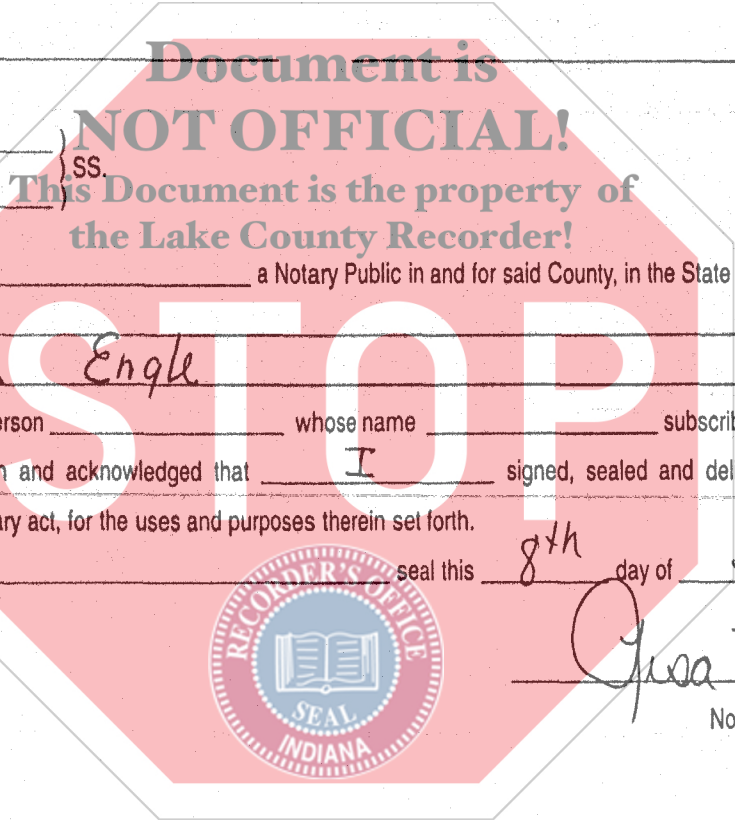 Document is
NOT OFFICIAL!
SS.
This Document is the property of
the Lake County Recorder!
a Notary Public in and for said County, in the State
STOP
Engle
erson whose name subscrib
n and acknowledged that I signed, sealed and del
ry act, for the uses and purposes therein set forth.
seal this 8th day of
RECORDER'S OFFICE
SEAL
INDIANA
No